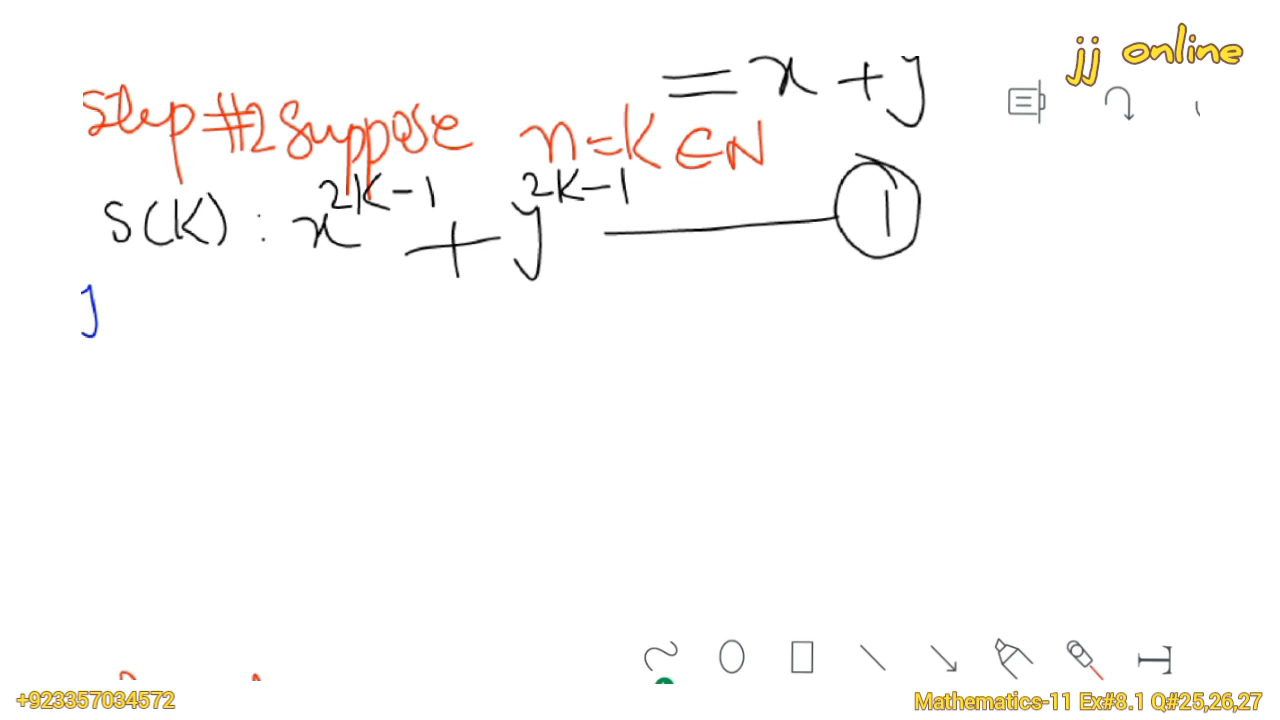 jj online
= x + y
Step #2 Suppose n=K ∈ N
S(K) : x^{2K-1} + y^{2K-1} ——— ①
+923357034572
Mathematics-11 Ex#8.1 Q#25,26,27